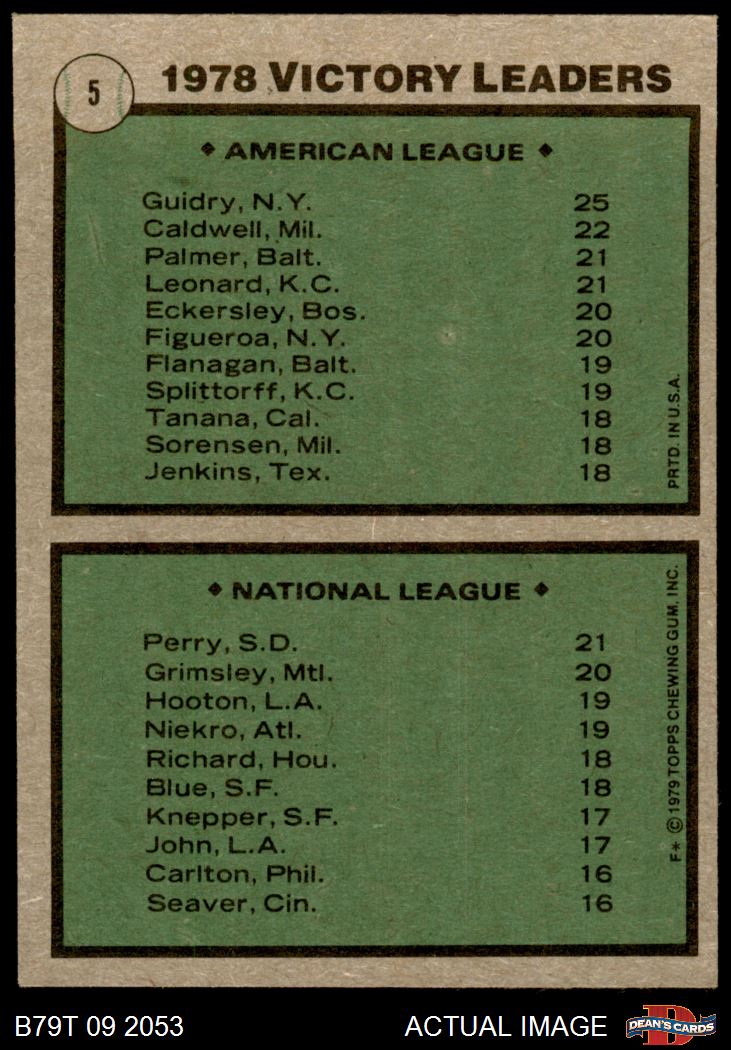 5
1978 VICTORY LEADERS
♦ AMERICAN LEAGUE ♦
Guidry, N.Y. 25
Caldwell, Mil. 22
Palmer, Balt. 21
Leonard, K.C. 21
Eckersley, Bos. 20
Figueroa, N.Y. 20
Flanagan, Balt. 19
Splittorff, K.C. 19
Tanana, Cal. 18
Sorensen, Mil. 18
Jenkins, Tex. 18
PRTD. IN U.S.A.
♦ NATIONAL LEAGUE ♦
Perry, S.D. 21
Grimsley, Mtl. 20
Hooton, L.A. 19
Niekro, Atl. 19
Richard, Hou. 18
Blue, S.F. 18
Knepper, S.F. 17
John, L.A. 17
Carlton, Phil. 16
Seaver, Cin. 16
F* © 1979 TOPPS CHEWING GUM, INC.
B79T 09 2053
ACTUAL IMAGE
D
DEAN'S CARDS